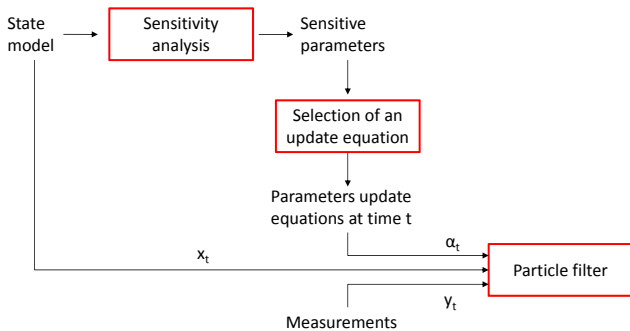 State
model
Sensitivity
analysis
Sensitive
parameters
Selection of an
update equation
Parameters update
equations at time t
αt
xt
Particle filter
yt
Measurements